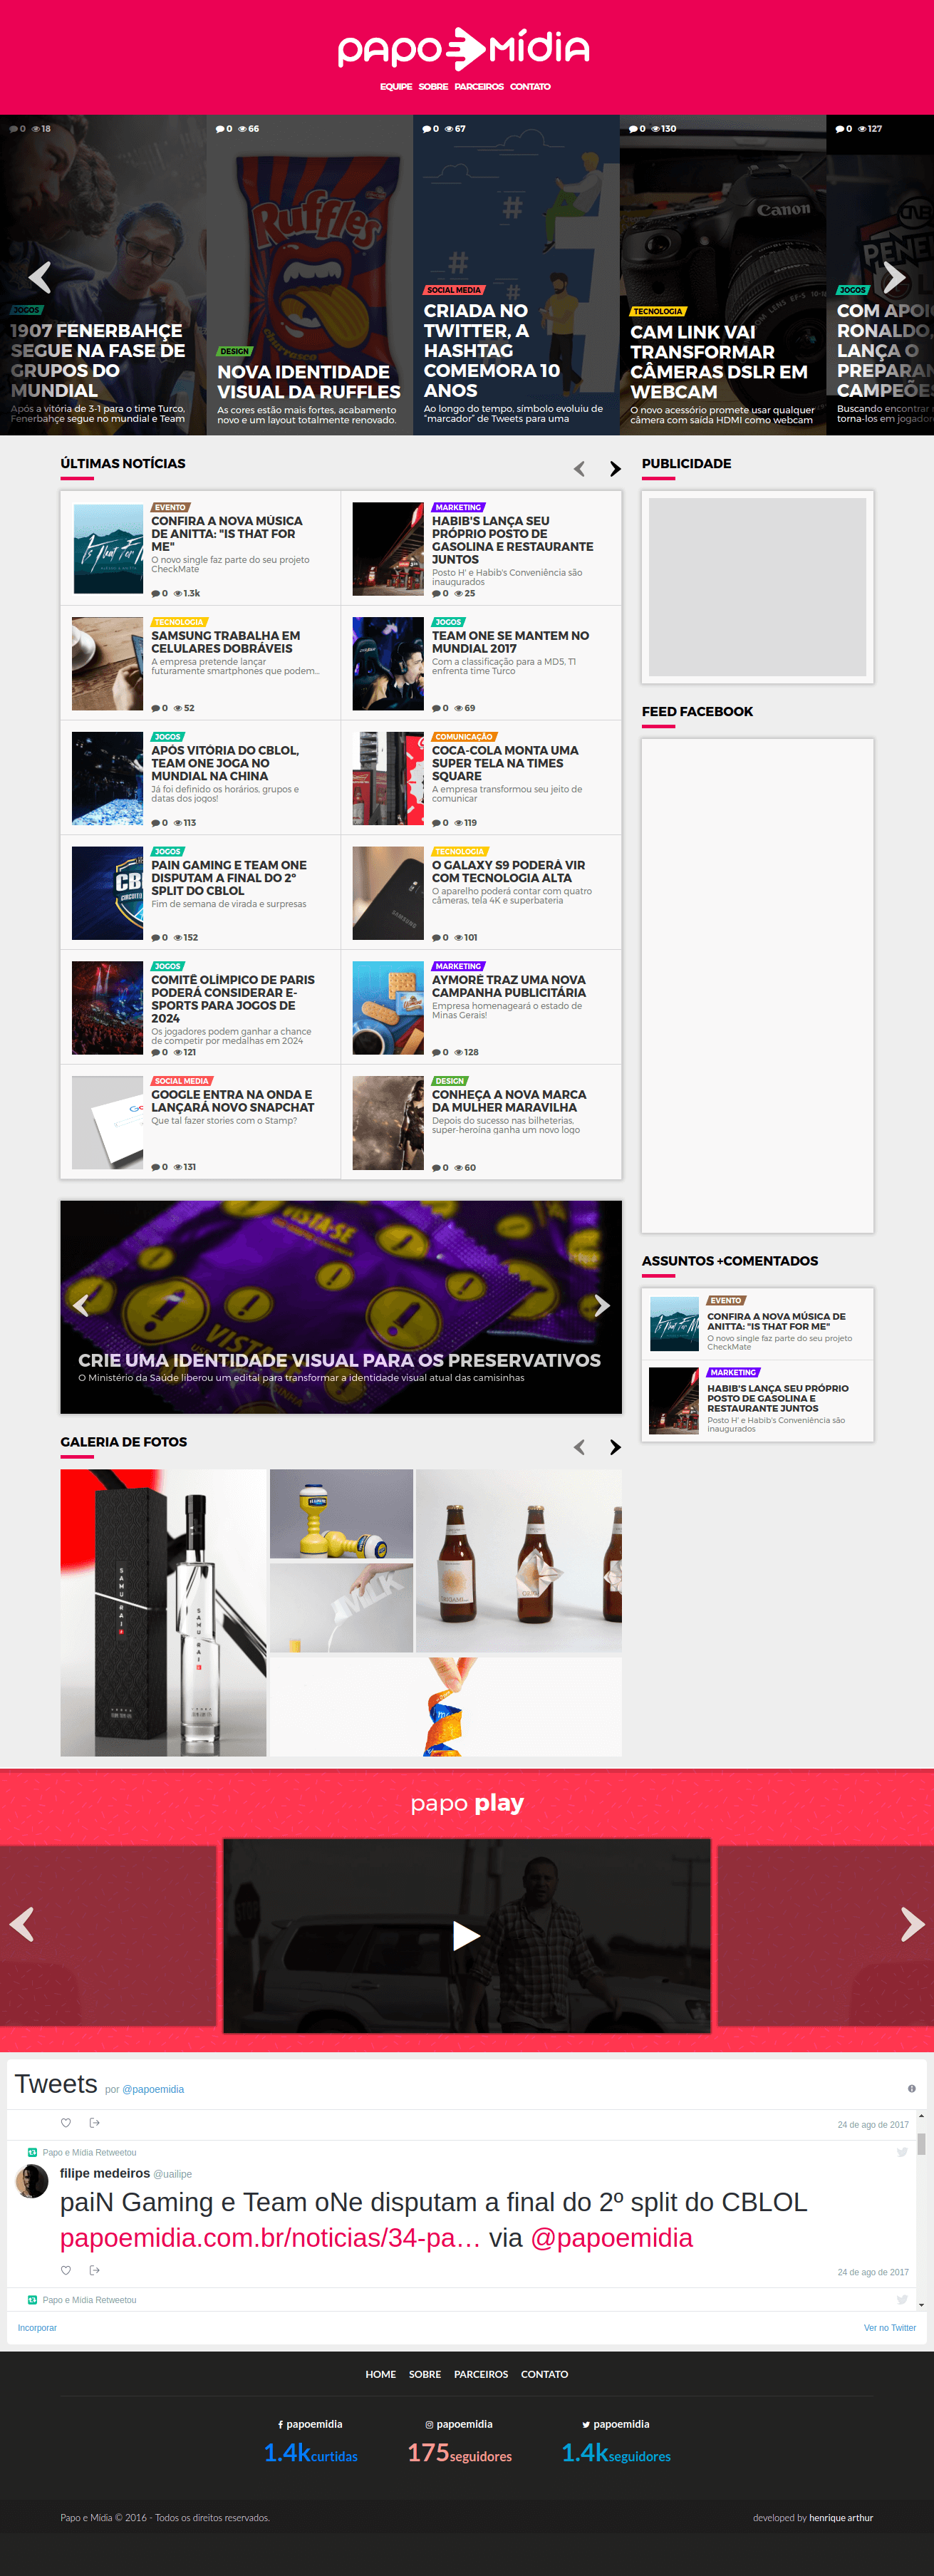 PAPO MÍDIA
EQUIPE SOBRE PARCEIROS CONTATO
0 18
JOGOS
1907 FENERBAHÇE
SEGUE NA FASE DE
GRUPOS DO
MUNDIAL
Após a vitória de 3-1 para o time Turco,
Fenerbahçe segue no mundial e Team
0 66
Ruffles
churrasco
DESIGN
NOVA IDENTIDADE
VISUAL DA RUFFLES
As cores estão mais fortes, acabamento
novo e um layout totalmente renovado.
0 67
#
#
SOCIAL MEDIA
CRIADA NO
TWITTER, A
HASHTAG
COMEMORA 10
ANOS
Ao longo do tempo, símbolo evoluiu de
"marcador" de Tweets para uma
0 130
Canon
TECNOLOGIA
CAM LINK VAI
TRANSFORMAR
CÂMERAS DSLR EM
WEBCAM
O novo acessório promete usar qualquer
câmera com saída HDMI como webcam
0 127
JOGOS
COM APOIO
RONALDO,
LANÇA O
PREPARAN
CAMPEÕES
Buscando encontrar
torna-los em jogador
ÚLTIMAS NOTÍCIAS
EVENTO
CONFIRA A NOVA MÚSICA
DE ANITTA: "IS THAT FOR
ME"
O novo single faz parte do seu projeto
CheckMate
0 1.3k
MARKETING
HABIB'S LANÇA SEU
PRÓPRIO POSTO DE
GASOLINA E RESTAURANTE
JUNTOS
Posto H' e Habib's Conveniência são
inaugurados
0 25
TECNOLOGIA
SAMSUNG TRABALHA EM
CELULARES DOBRÁVEIS
A empresa pretende lançar
futuramente smartphones que podem...
0 52
JOGOS
TEAM ONE SE MANTEM NO
MUNDIAL 2017
Com a classificação para a MD5, T1
enfrenta time Turco
0 69
JOGOS
APÓS VITÓRIA DO CBLOL,
TEAM ONE JOGA NO
MUNDIAL NA CHINA
Já foi definido os horários, grupos e
datas dos jogos!
0 113
COMUNICAÇÃO
COCA-COLA MONTA UMA
SUPER TELA NA TIMES
SQUARE
A empresa transformou seu jeito de
comunicar
0 119
JOGOS
PAIN GAMING E TEAM ONE
DISPUTAM A FINAL DO 2º
SPLIT DO CBLOL
Fim de semana de virada e surpresas
0 152
TECNOLOGIA
O GALAXY S9 PODERÁ VIR
COM TECNOLOGIA ALTA
O aparelho poderá contar com quatro
câmeras, tela 4K e superbateria
0 101
JOGOS
COMITÊ OLÍMPICO DE PARIS
PODERÁ CONSIDERAR E-
SPORTS PARA JOGOS DE
2024
Os jogadores podem ganhar a chance
de competir por medalhas em 2024
0 121
MARKETING
AYMORÉ TRAZ UMA NOVA
CAMPANHA PUBLICITÁRIA
Empresa homenageará o estado de
Minas Gerais!
0 128
SOCIAL MEDIA
GOOGLE ENTRA NA ONDA E
LANÇARÁ NOVO SNAPCHAT
Que tal fazer stories com o Stamp?
0 131
DESIGN
CONHEÇA A NOVA MARCA
DA MULHER MARAVILHA
Depois do sucesso nas bilheterias,
super-heroína ganha um novo logo
0 60
PUBLICIDADE
FEED FACEBOOK
ASSUNTOS +COMENTADOS
EVENTO
CONFIRA A NOVA MÚSICA DE
ANITTA: "IS THAT FOR ME"
O novo single faz parte do seu projeto
CheckMate
MARKETING
HABIB'S LANÇA SEU PRÓPRIO
POSTO DE GASOLINA E
RESTAURANTE JUNTOS
Posto H' e Habib's Conveniência são
inaugurados
VISTA-SE
CRIE UMA IDENTIDADE VISUAL PARA OS PRESERVATIVOS
O Ministério da Saúde liberou um edital para transformar a identidade visual atual das camisinhas
GALERIA DE FOTOS
SAMURAI
SAMURAI
MILK
papo play
Tweets por @papoemidia
24 de ago de 2017
Papo e Midia Retweetou
filipe medeiros @uailipe
paiN Gaming e Team oNe disputam a final do 2º split do CBLOL
papoemidia.com.br/noticias/34-pa… via @papoemidia
24 de ago de 2017
Papo e Midia Retweetou
Incorporar
Ver no Twitter
HOME SOBRE PARCEIROS CONTATO
papoemidia
1.4kcurtidas
papoemidia
175seguidores
papoemidia
1.4kseguidores
Papo e Midia © 2016 - Todos os direitos reservados.
developed by henrique arthur